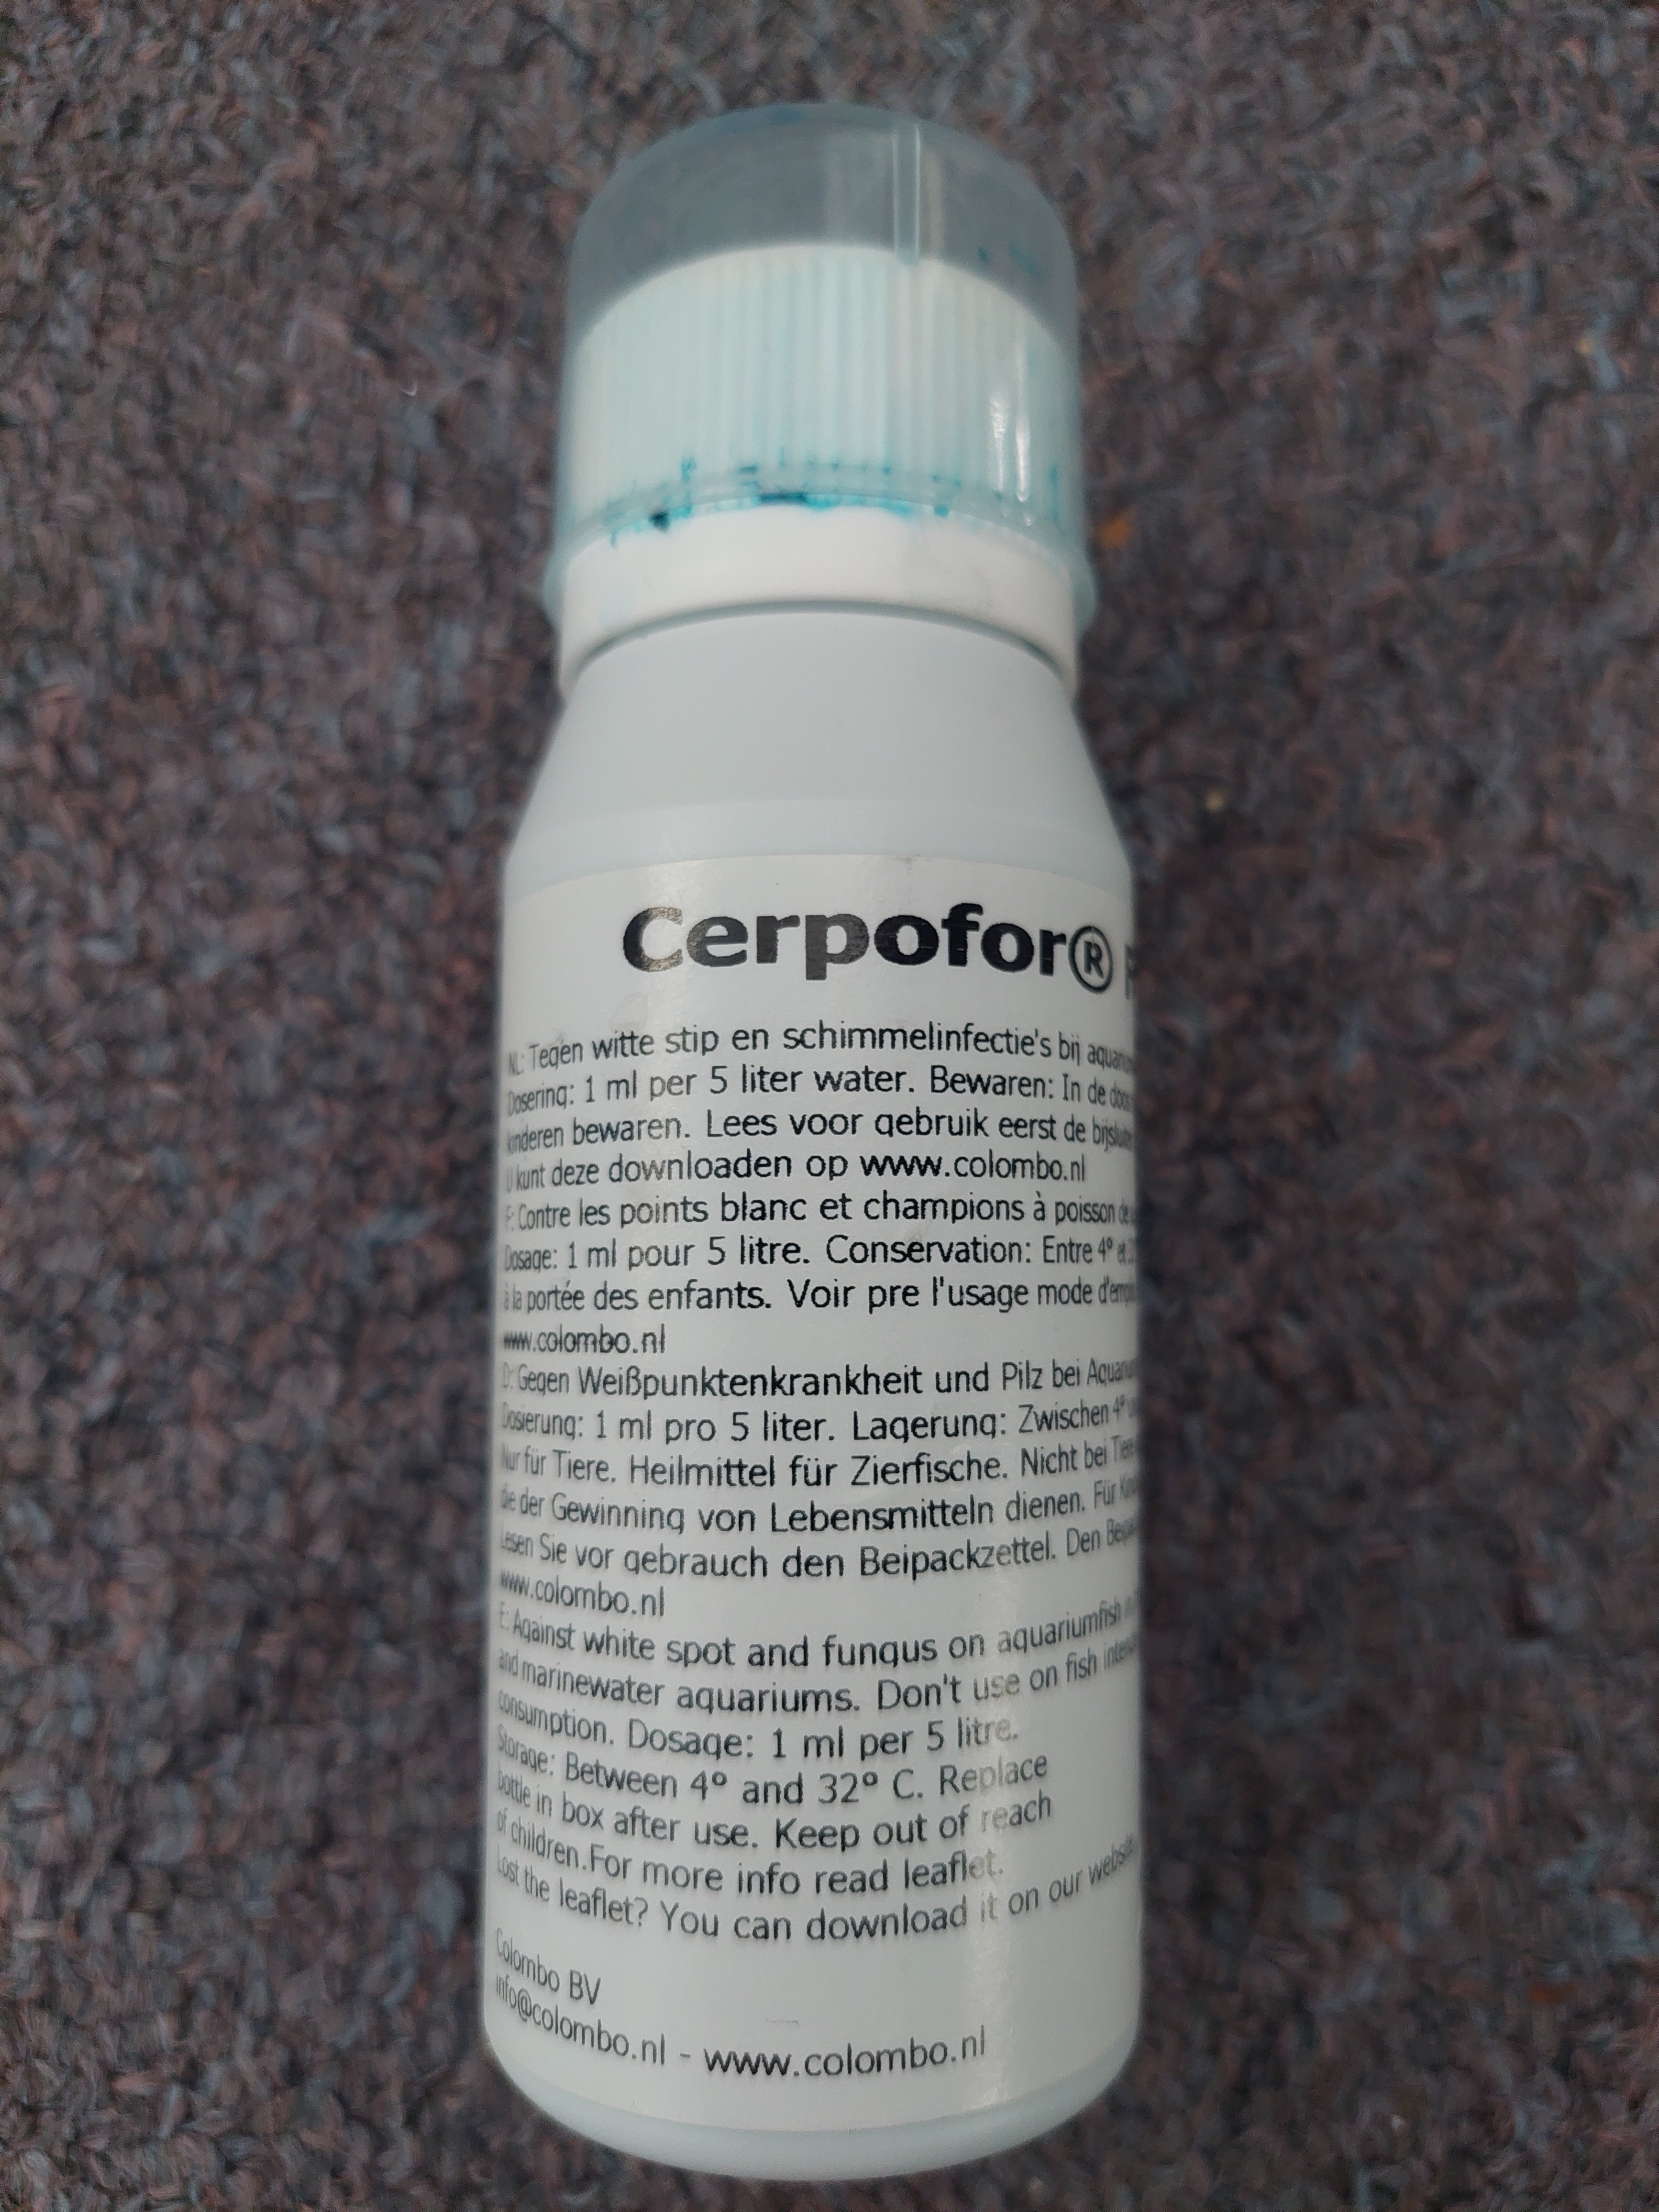 Cerpofor®
NL: Tegen witte stip en schimmelinfectie's bij
Dosering: 1 ml per 5 liter water. Bewaren: In de
kinderen bewaren. Lees voor gebruik eerst de
U kunt deze downloaden op www.colombo.nl
F: Contre les points blanc et champions à poisson
Dosage: 1 ml pour 5 litre. Conservation: Entre 4°
à la portée des enfants. Voir pre l'usage mode
www.colombo.nl
D: Gegen Weißpunktenkrankheit und Pilz bei
Dosierung: 1 ml pro 5 liter. Lagerung: Zwischen 4°
Nur für Tiere. Heilmittel für Zierfische. Nicht bei
die der Gewinning von Lebensmitteln dienen. Für
Lesen Sie vor gebrauch den Beipackzettel. Den
www.colombo.nl
E: Against white spot and fungus on aquariumfish
and marinewater aquariums. Don't use on fish
consumption. Dosage: 1 ml per 5 litre.
Storage: Between 4° and 32° C. Replace
bottle in box after use. Keep out of reach
of children.For more info read leaflet.
Lost the leaflet? You can download it on our website
Colombo BV
info@colombo.nl - www.colombo.nl